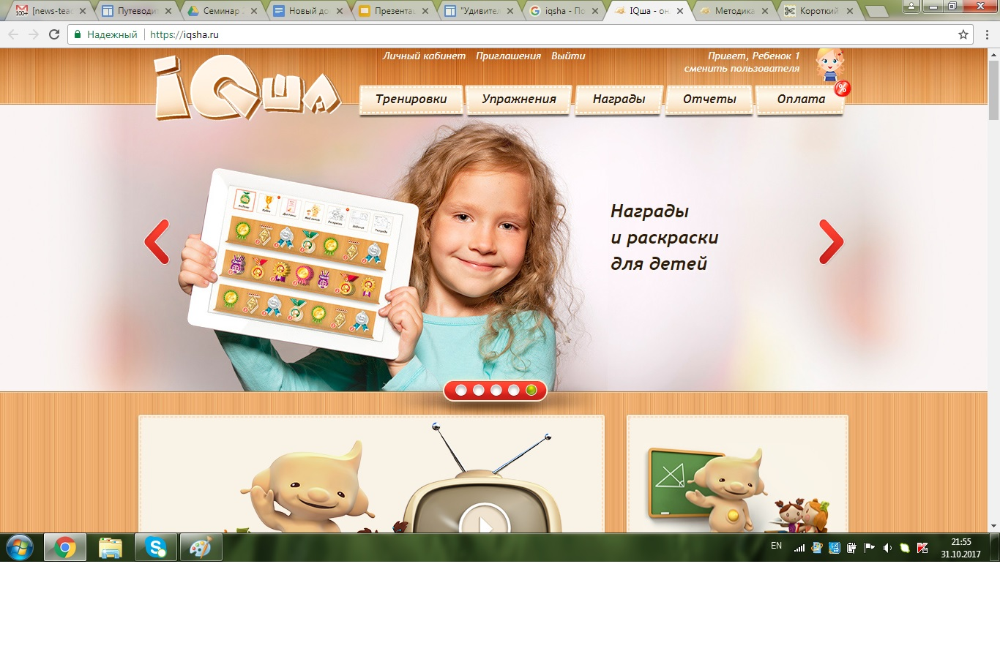 100+ [news-tea
Путеводи
Семинар
Новый до
Презента
"Удивител
iqsha - По
IQша - он
Методика
Короткий
Надежный https://iqsha.ru
Личный кабинет Приглашения Выйти
Привет, Ребенок 1
сменить пользователя
iQша
%
Тренировки Упражнения Награды Отчеты Оплата
Награды
и раскраски
для детей
EN
21:55
31.10.2017